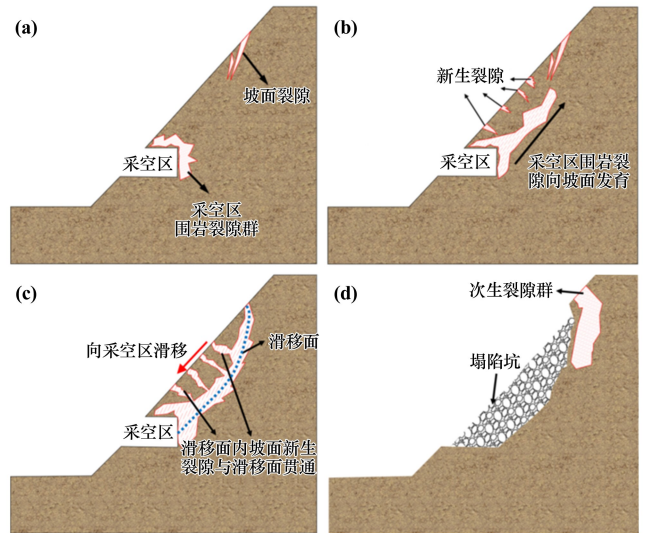 (a)
坡面裂隙
采空区
采空区
围岩裂隙群
(b)
新生裂隙
采空区
采空区围岩裂
隙向坡面发育
(c)
向采空区滑移
滑移面
采空区
滑移面内坡面新生
裂隙与滑移面贯通
(d)
次生裂隙群
塌陷坑